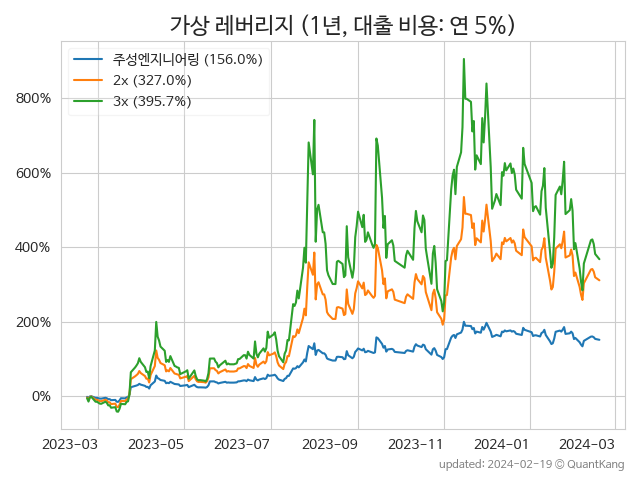 가상 레버리지 (1년, 대출 비용: 연 5%)
주성엔지니어링 (156.0%)
2x (327.0%)
3x (395.7%)
800%
600%
400%
200%
0%
2023-03 2023-05 2023-07 2023-09 2023-11 2024-01 2024-03
updated: 2024-02-19 © QuantKang